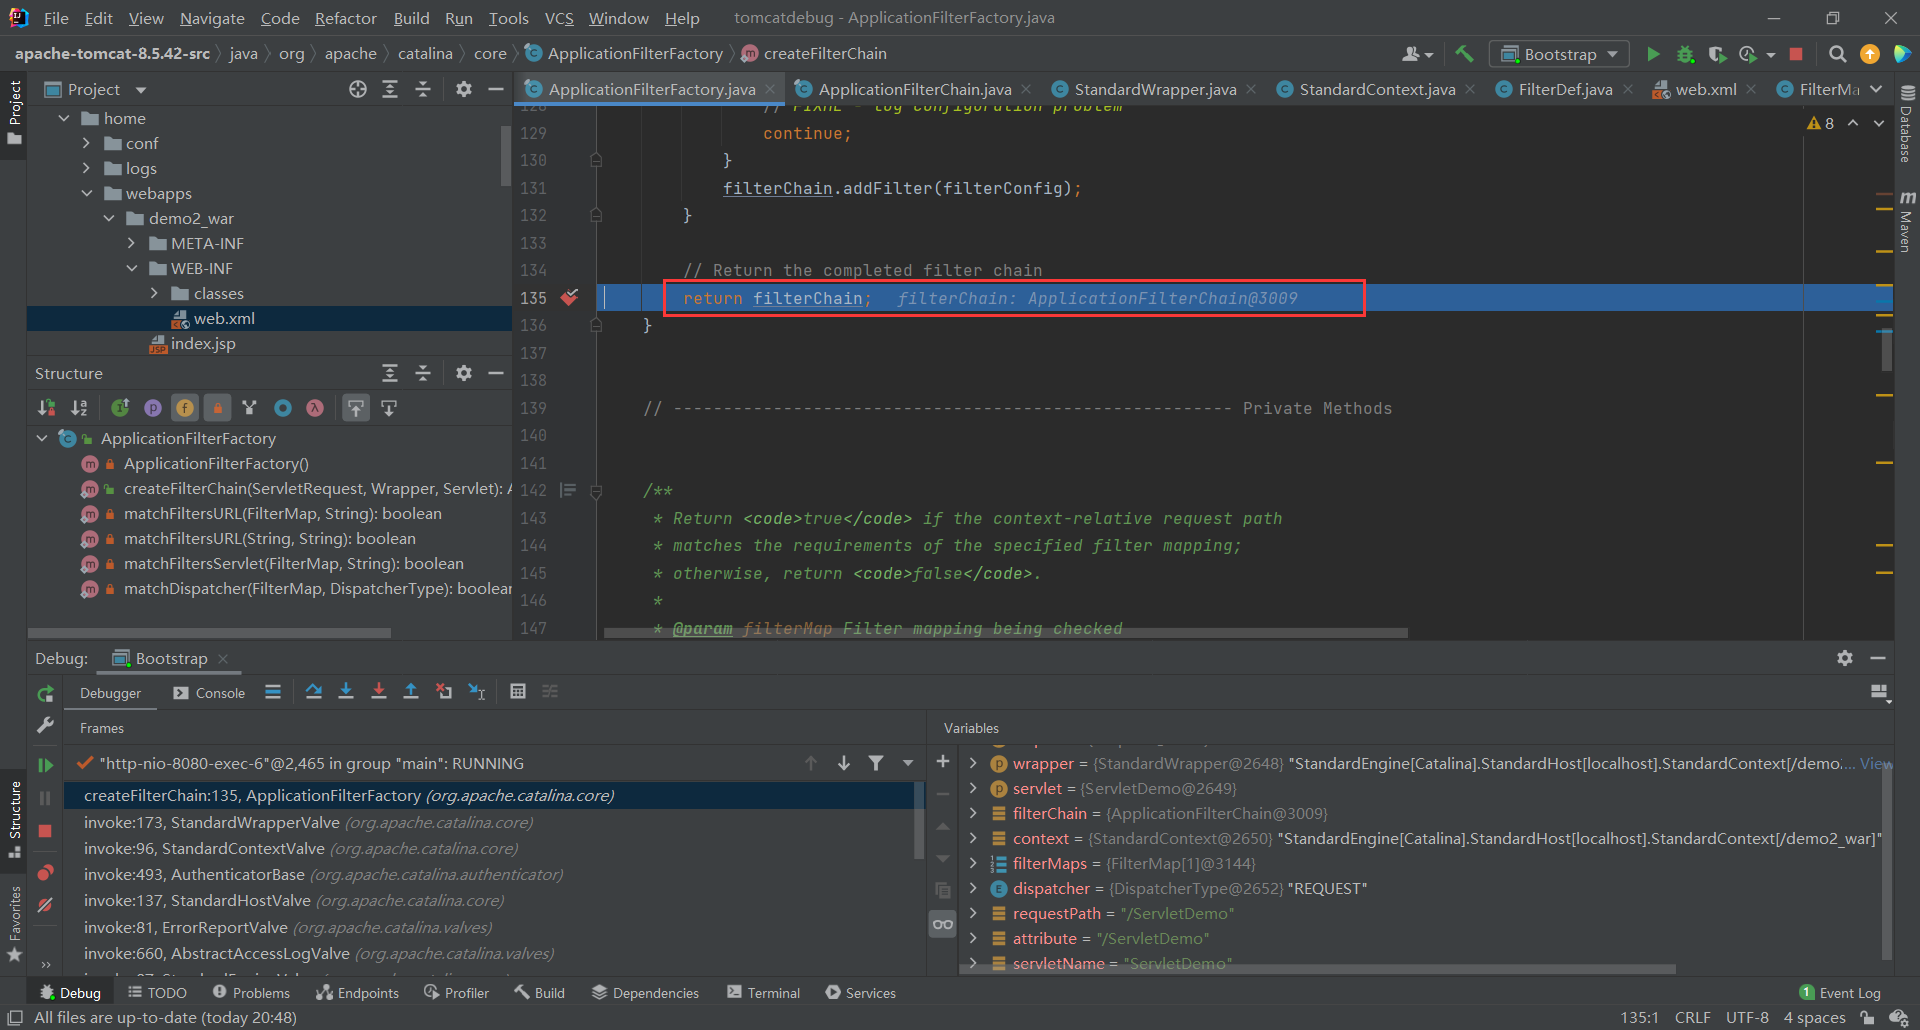 File Edit View Navigate Code Refactor Build Run Tools VCS Window Help tomcatdebug - ApplicationFilterFactory.java
apache-tomcat-8.5.42-src java org apache catalina core ApplicationFilterFactory createFilterChain
Bootstrap
Project
ApplicationFilterFactory.java ApplicationFilterChain.java StandardWrapper.java StandardContext.java FilterDef.java web.xml FilterMa
home
conf
logs
webapps
demo2_war
META-INF
WEB-INF
classes
web.xml
index.jsp
Structure
ApplicationFilterFactory
ApplicationFilterFactory()
createFilterChain(ServletRequest, Wrapper, Servlet): A
matchFiltersURL(FilterMap, String): boolean
matchFiltersURL(String, String): boolean
matchFiltersServlet(FilterMap, String): boolean
matchDispatcher(FilterMap, DispatcherType): boolean
128 // FIXME - log configuration problem
129 continue;
130 }
131 filterChain.addFilter(filterConfig);
132 }
133
134 // Return the completed filter chain
135 return filterChain; filterChain: ApplicationFilterChain@3009
136 }
137
138
139 // -------------------------------------------------------- Private Methods
140
141
142 /**
143 * Return <code>true</code> if the context-relative request path
144 * matches the requirements of the specified filter mapping;
145 * otherwise, return <code>false</code>.
146 *
147 * @param filterMap Filter mapping being checked
8
Project
Structure
Favorites
Database
Maven
Debug: Bootstrap
Debugger Console
Frames
"http-nio-8080-exec-6"@2,465 in group "main": RUNNING
createFilterChain:135, ApplicationFilterFactory (org.apache.catalina.core)
invoke:173, StandardWrapperValve (org.apache.catalina.core)
invoke:96, StandardContextValve (org.apache.catalina.core)
invoke:493, AuthenticatorBase (org.apache.catalina.authenticator)
invoke:137, StandardHostValve (org.apache.catalina.core)
invoke:81, ErrorReportValve (org.apache.catalina.valves)
invoke:660, AbstractAccessLogValve (org.apache.catalina.valves)
Variables
wrapper = {StandardWrapper@2648} "StandardEngine[Catalina].StandardHost[localhost].StandardContext[/demo... View
servlet = {ServletDemo@2649}
filterChain = {ApplicationFilterChain@3009}
context = {StandardContext@2650} "StandardEngine[Catalina].StandardHost[localhost].StandardContext[/demo2_war]"
filterMaps = {FilterMap[1]@3144}
dispatcher = {DispatcherType@2652} "REQUEST"
requestPath = "/ServletDemo"
attribute = "/ServletDemo"
servletName = "ServletDemo"
Debug TODO Problems Endpoints Profiler Build Dependencies Terminal Services 1 Event Log
All files are up-to-date (today 20:48) 135:1 CRLF UTF-8 4 spaces